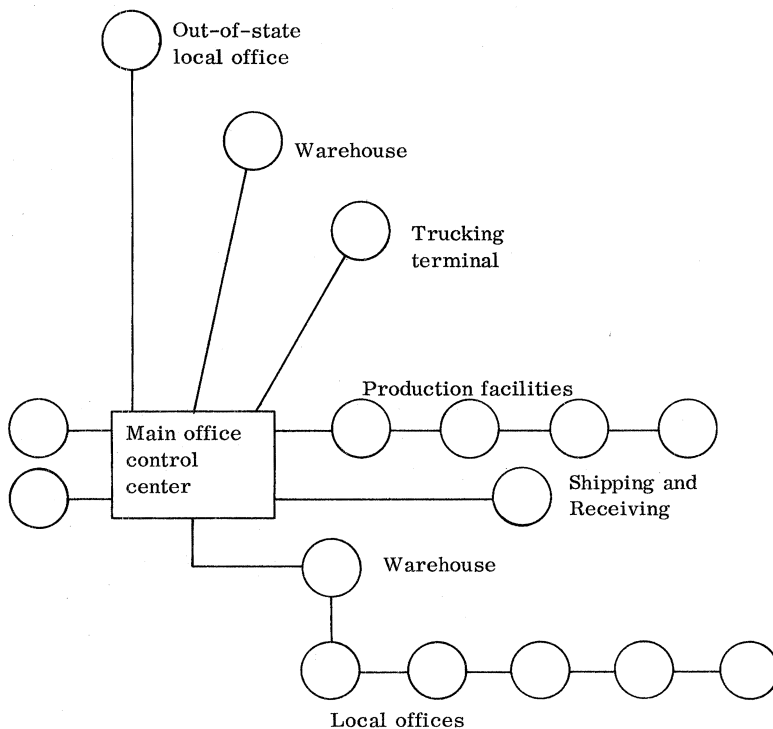 Out-of-state
local office
Warehouse
Trucking
terminal
Production facilities
Main office
control
center
Shipping and
Receiving
Warehouse
Local offices